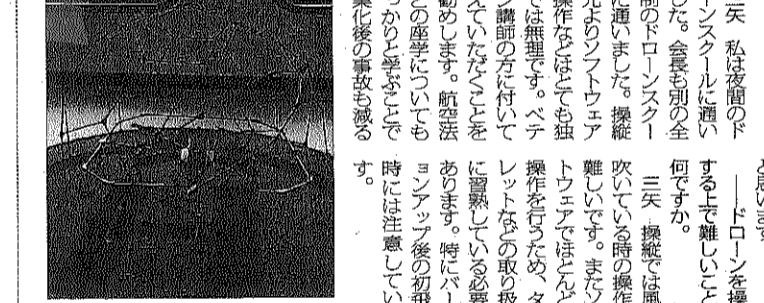 三矢　私は夜間のド
ーンスクールに通い
した。会長も別の全
制のドローンスクー
に通いました。操縦
元よりソフトウェア
操作などはとても独
では無理です。ベテ
ン講師の方に付いて
えていただくことを
勧めします。航空法
どの座学についても
っかりと学ぶことで
業化後の事故も減る
と思います。
――ドローンを操
する上で難しいこと
何ですか。
三矢　操縦では風
吹いている時の操作
難しいです。またソ
トウェアでほとんど
操作を行うため、タ
レットなどの取り扱
に習熟している必要
あります。特にバー
ョンアップ後の初飛
時には注意してい
す。